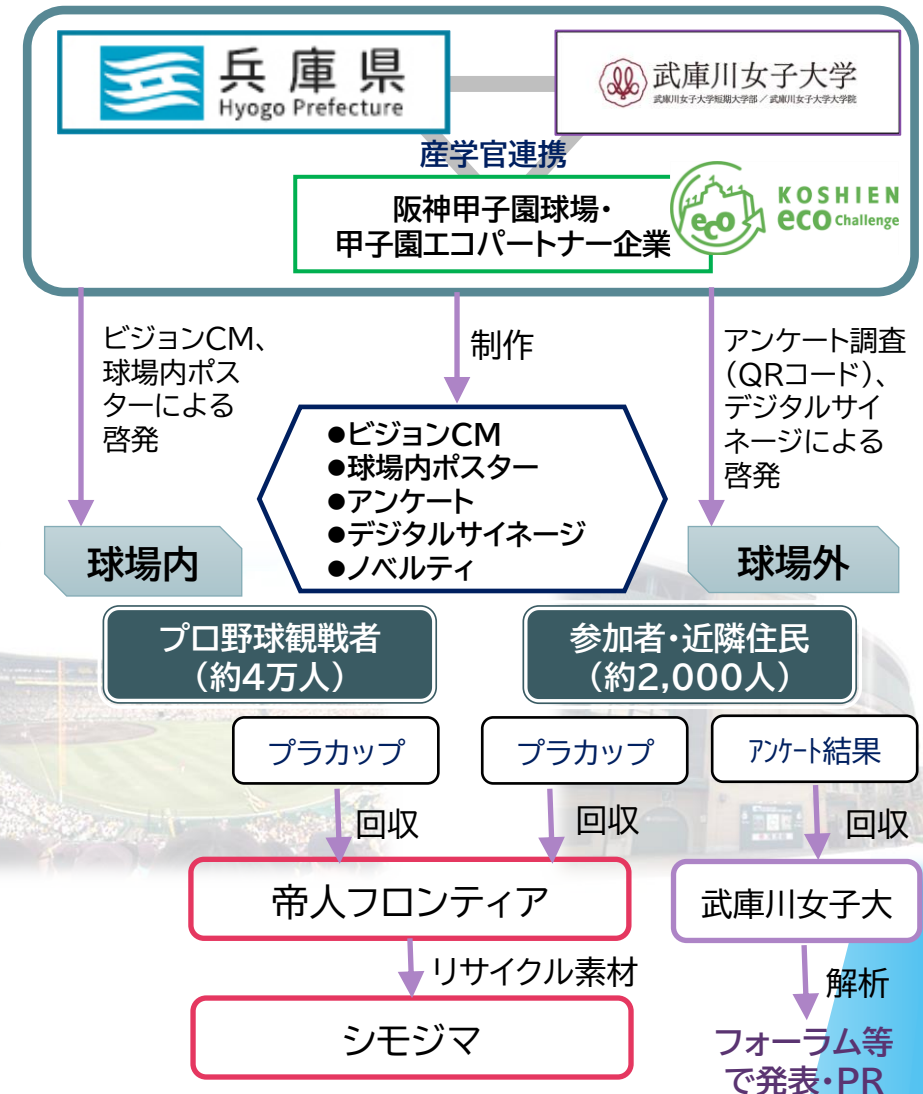 兵庫県
Hyogo Prefecture
武庫川女子大学
武庫川女子大学短期大学部／武庫川女子大学大学院
産学官連携
阪神甲子園球場・
甲子園エコパートナー企業
eco
KOSHIEN
eco Challenge
ビジョンCM、
球場内ポス
ターによる
啓発
制作
アンケート調査
（QRコード）、
デジタルサイ
ネージによる
啓発
●ビジョンCM
●球場内ポスター
●アンケート
●デジタルサイネージ
●ノベルティ
球場内
球場外
プロ野球観戦者
（約4万人）
参加者・近隣住民
（約2,000人）
プラカップ
プラカップ
アンケート結果
回収
回収
回収
帝人フロンティア
武庫川女子大
リサイクル素材
解析
シモジマ
フォーラム等
で発表・PR